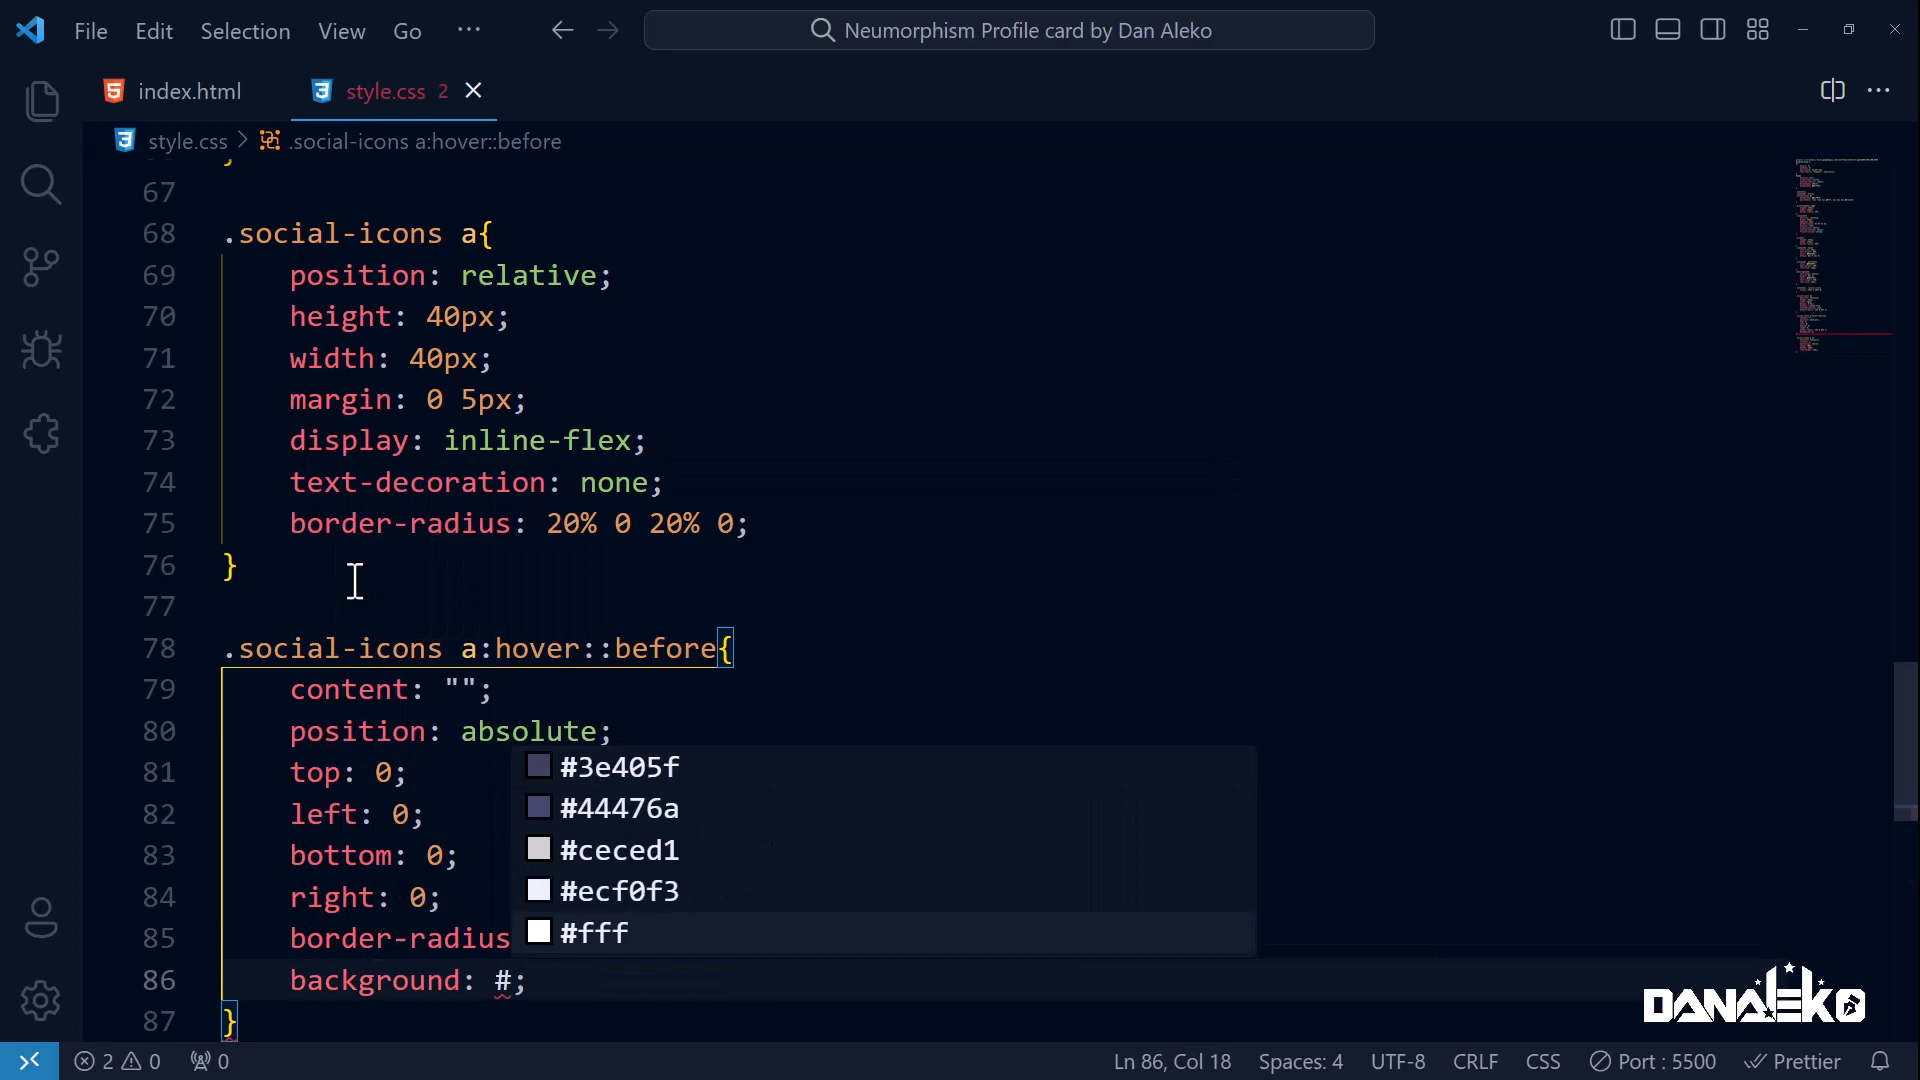 File Edit Selection View Go ··· Neumorphism Profile card by Dan Aleko
index.html style.css 2
style.css > .social-icons a:hover::before
67
68 .social-icons a{
69 position: relative;
70 height: 40px;
71 width: 40px;
72 margin: 0 5px;
73 display: inline-flex;
74 text-decoration: none;
75 border-radius: 20% 0 20% 0;
76 }
77
78 .social-icons a:hover::before{
79 content: "";
80 position: absolute;
81 top: 0;
82 left: 0;
83 bottom: 0;
84 right: 0;
85 border-radius
86 background: #;
87 }
#3e405f
#44476a
#ceced1
#ecf0f3
#fff
DANALEKO
2 0 0 Ln 86, Col 18 Spaces: 4 UTF-8 CRLF CSS Port : 5500 Prettier